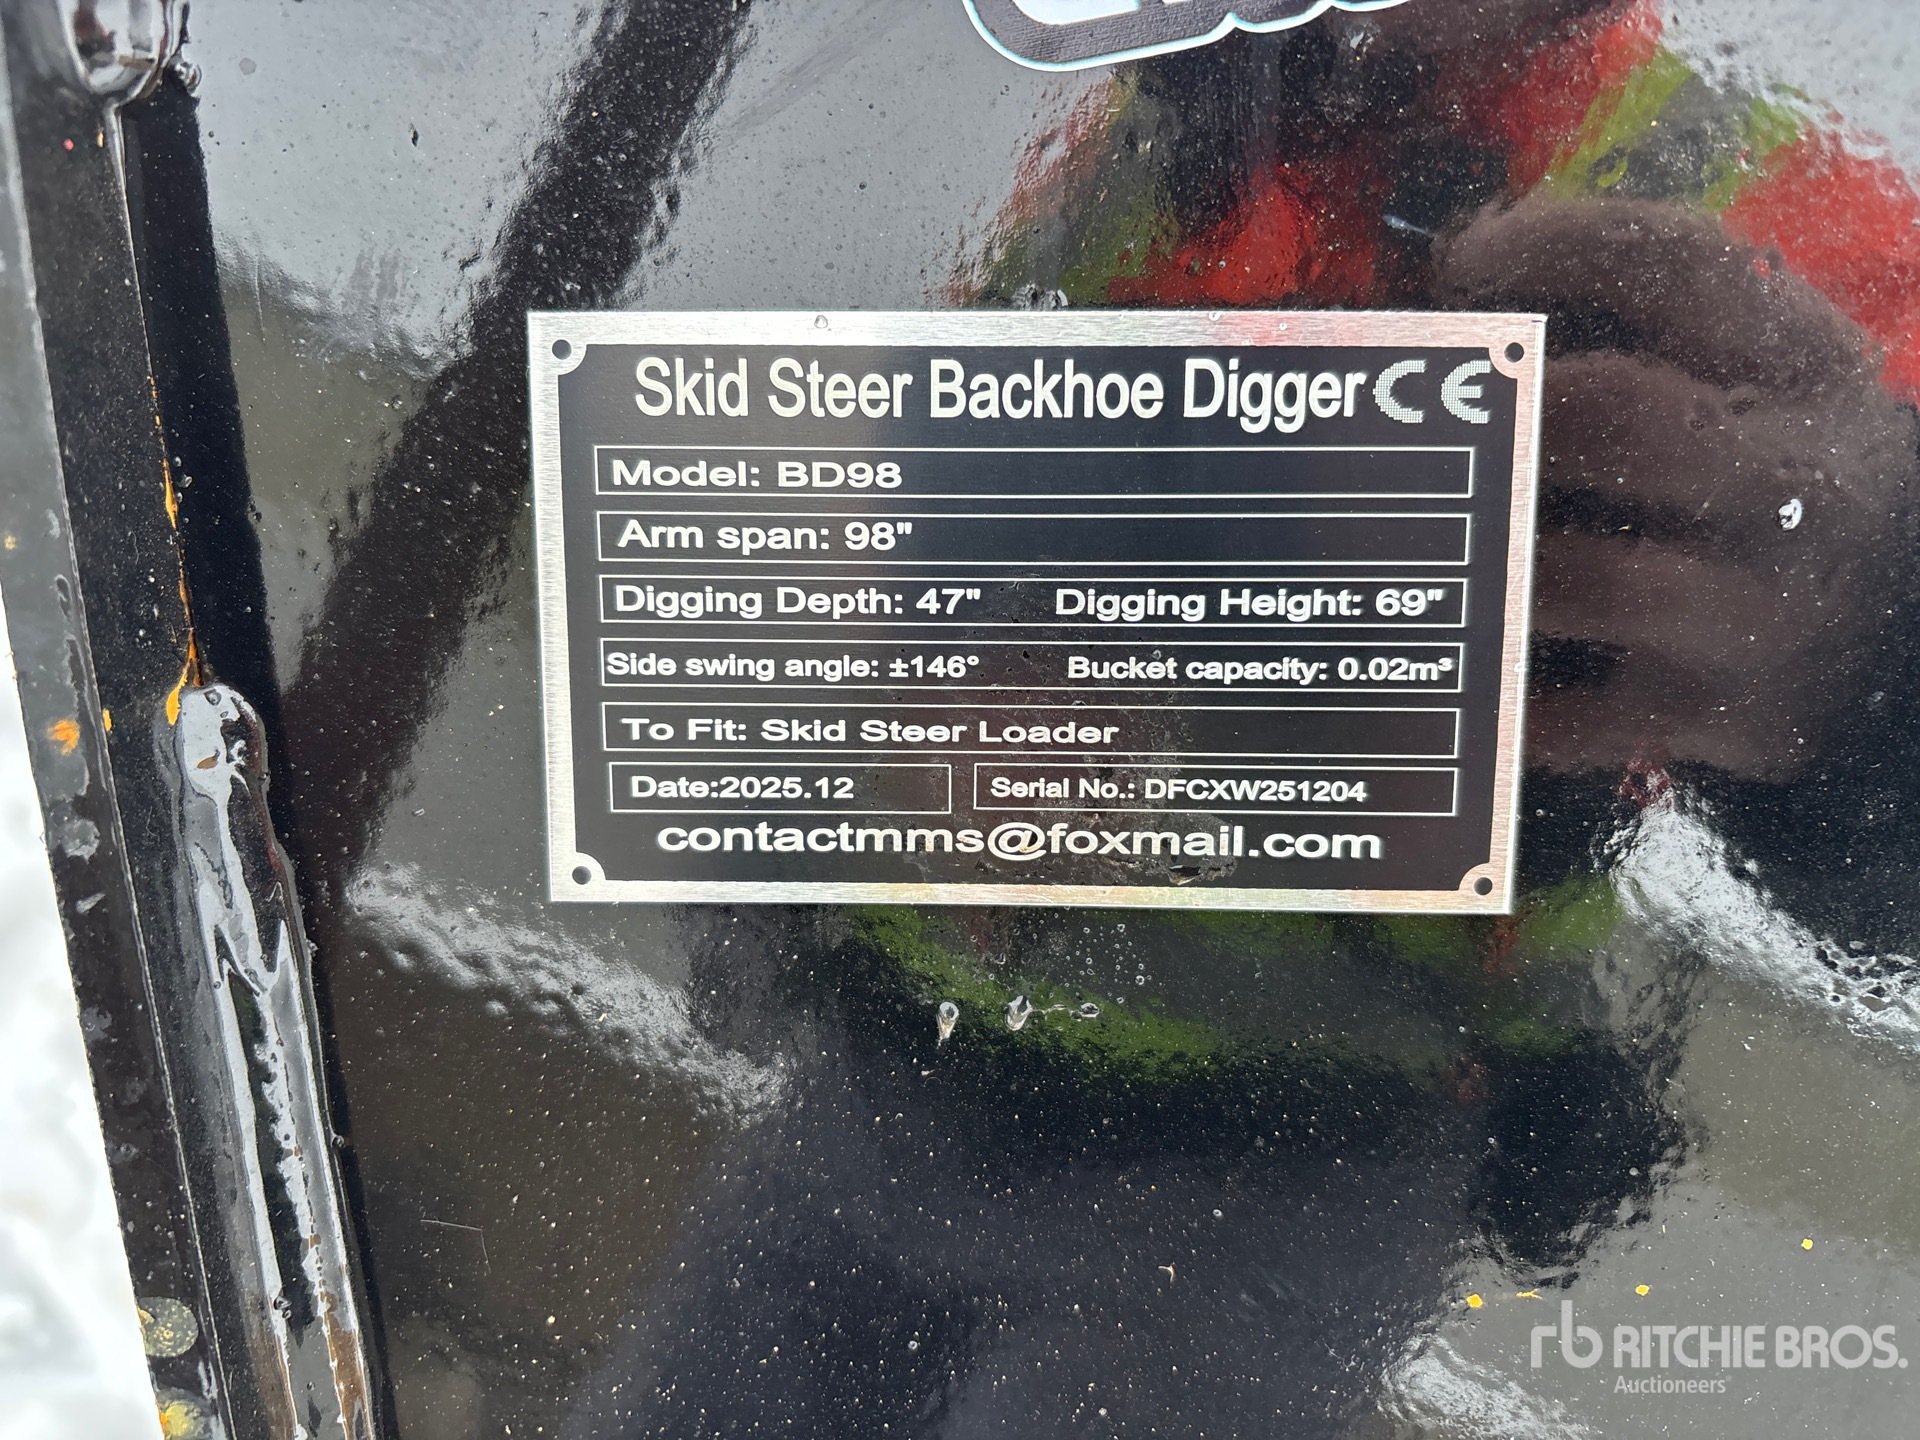 Skid Steer Backhoe Digger CE
Model: BD98
Arm span: 98"
Digging Depth: 47" Digging Height: 69"
Side swing angle: ±146° Bucket capacity: 0.02m³
To Fit: Skid Steer Loader
Date:2025.12 Serial No.: DFCXW251204
contactmms@foxmail.com
rb RITCHIE BROS.
Auctioneers